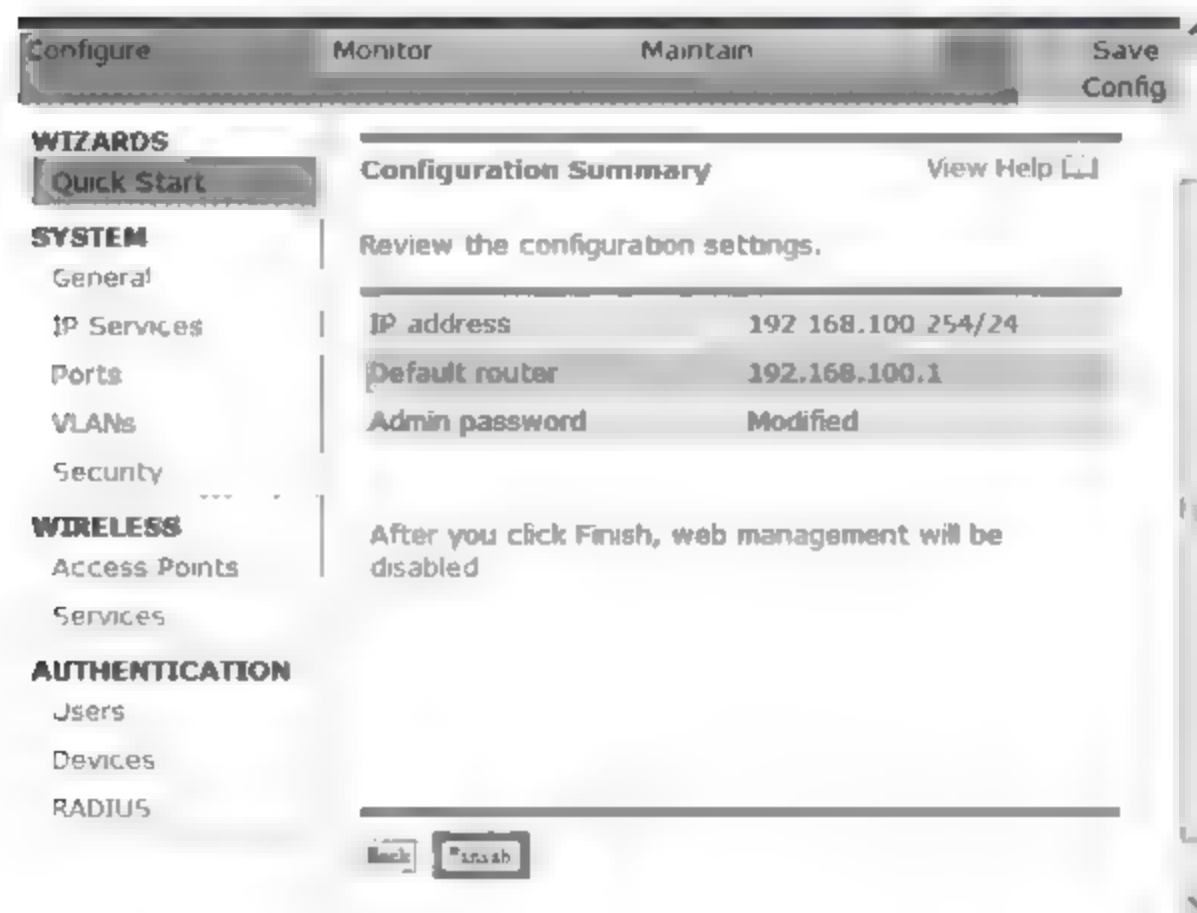 Configure Monitor Maintain Save
Config
WIZARDS
Quick Start
SYSTEM
General
IP Services
Ports
VLANs
Security
WIRELESS
Access Points
Services
AUTHENTICATION
Users
Devices
RADIUS
Configuration Summary View Help
Review the configuration settings.
IP address 192 168.100 254/24
Default router 192.168.100.1
Admin password Modified
After you click Finish, web management will be
disabled
Back Finish